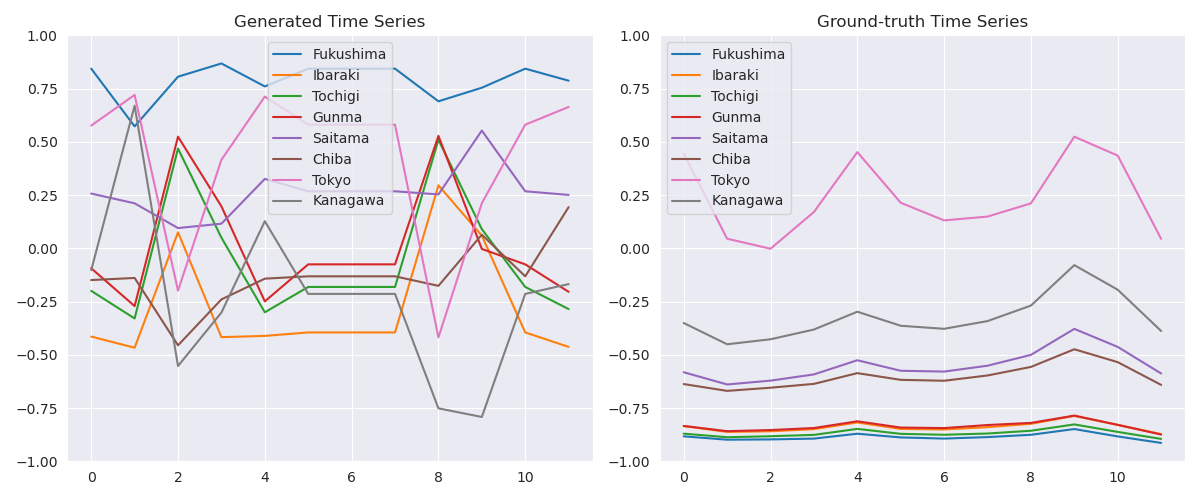 Generated Time Series
1.00
0.75
0.50
0.25
0.00
−0.25
−0.50
−0.75
−1.00
0 2 4 6 8 10
Fukushima
Ibaraki
Tochigi
Gunma
Saitama
Chiba
Tokyo
Kanagawa
Ground-truth Time Series
1.00
0.75
0.50
0.25
0.00
−0.25
−0.50
−0.75
−1.00
0 2 4 6 8 10
Fukushima
Ibaraki
Tochigi
Gunma
Saitama
Chiba
Tokyo
Kanagawa